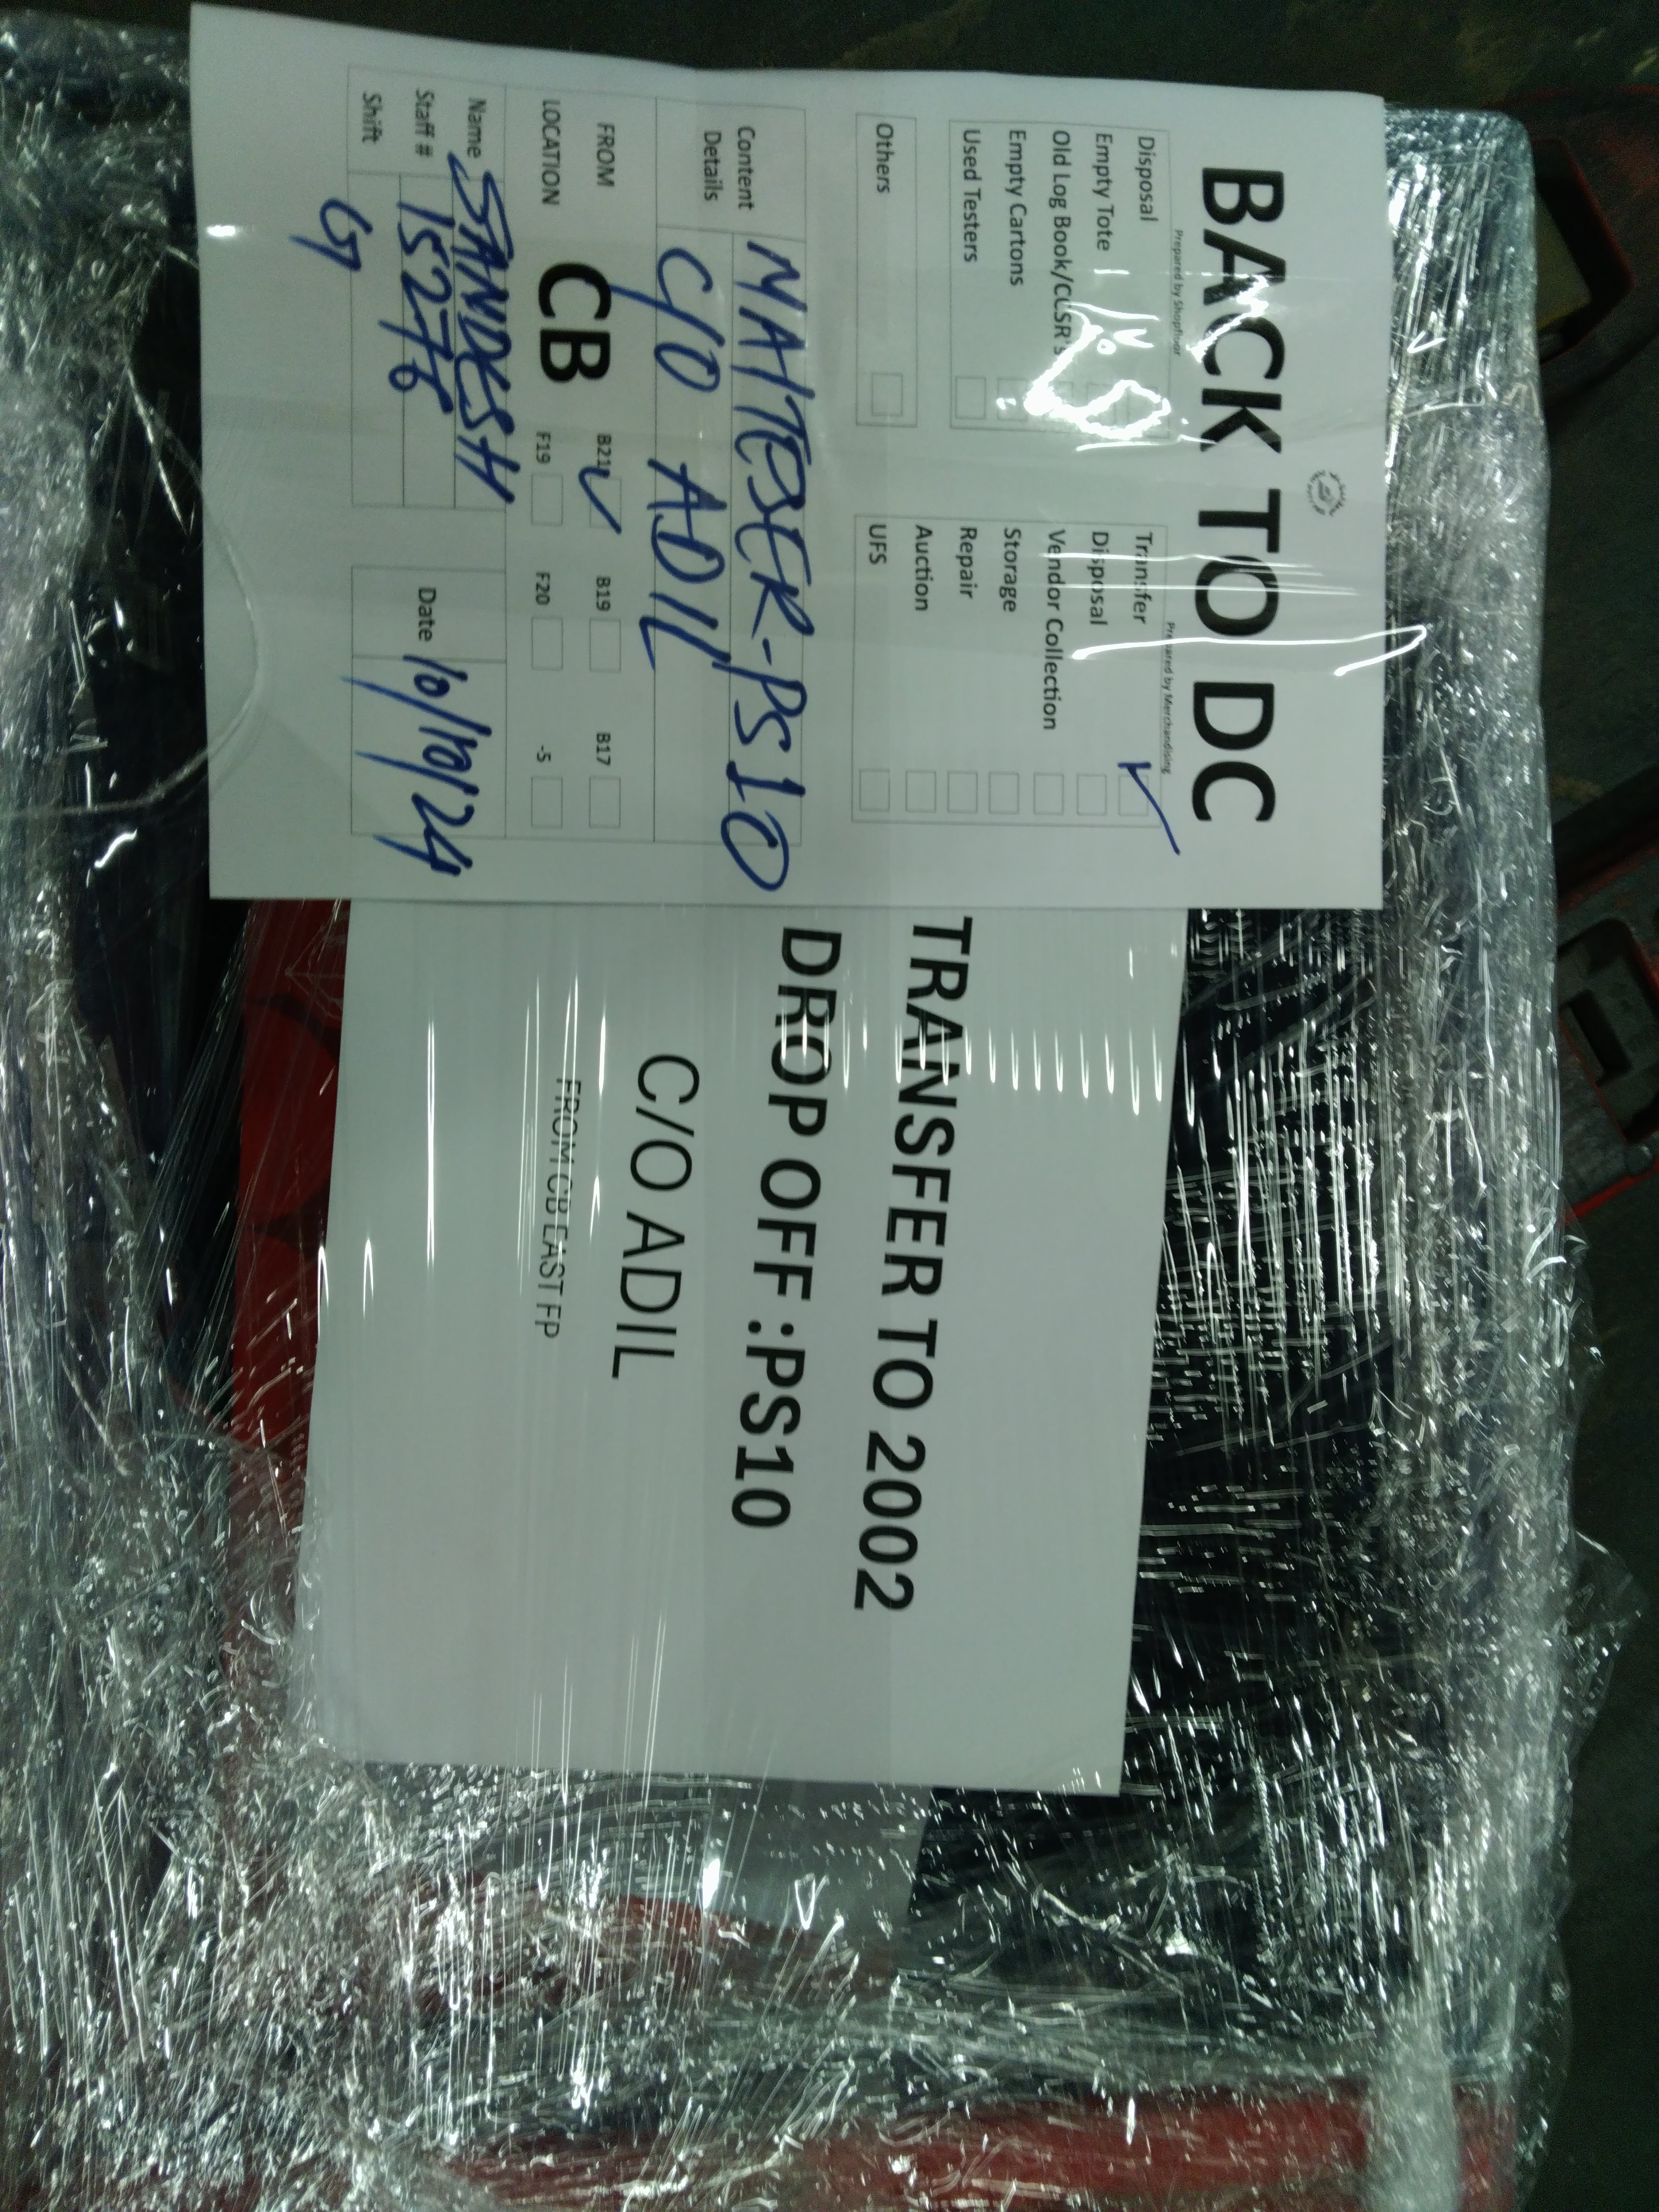 BACK TO DC
Prepared by Shopfloor
Disposal
Empty Tote
Old Log Book/CLSR's
Empty Cartons
Used Testers
Others
Prepared by Merchandising
Transfer ✓
Disposal
Vendor Collection
Storage
Repair
Auction
UFS
Content Details
MAITESER-PS10
C/O ADIL
FROM LOCATION
CB
B21 ✓ B19 B17
F19 F20 -5
Name SANDESH
Staff # 15276
Shift
Date 10/10/24
TRANSFER TO 2002
DROP OFF :PS10
C/O ADIL
FROM CB EAST FP